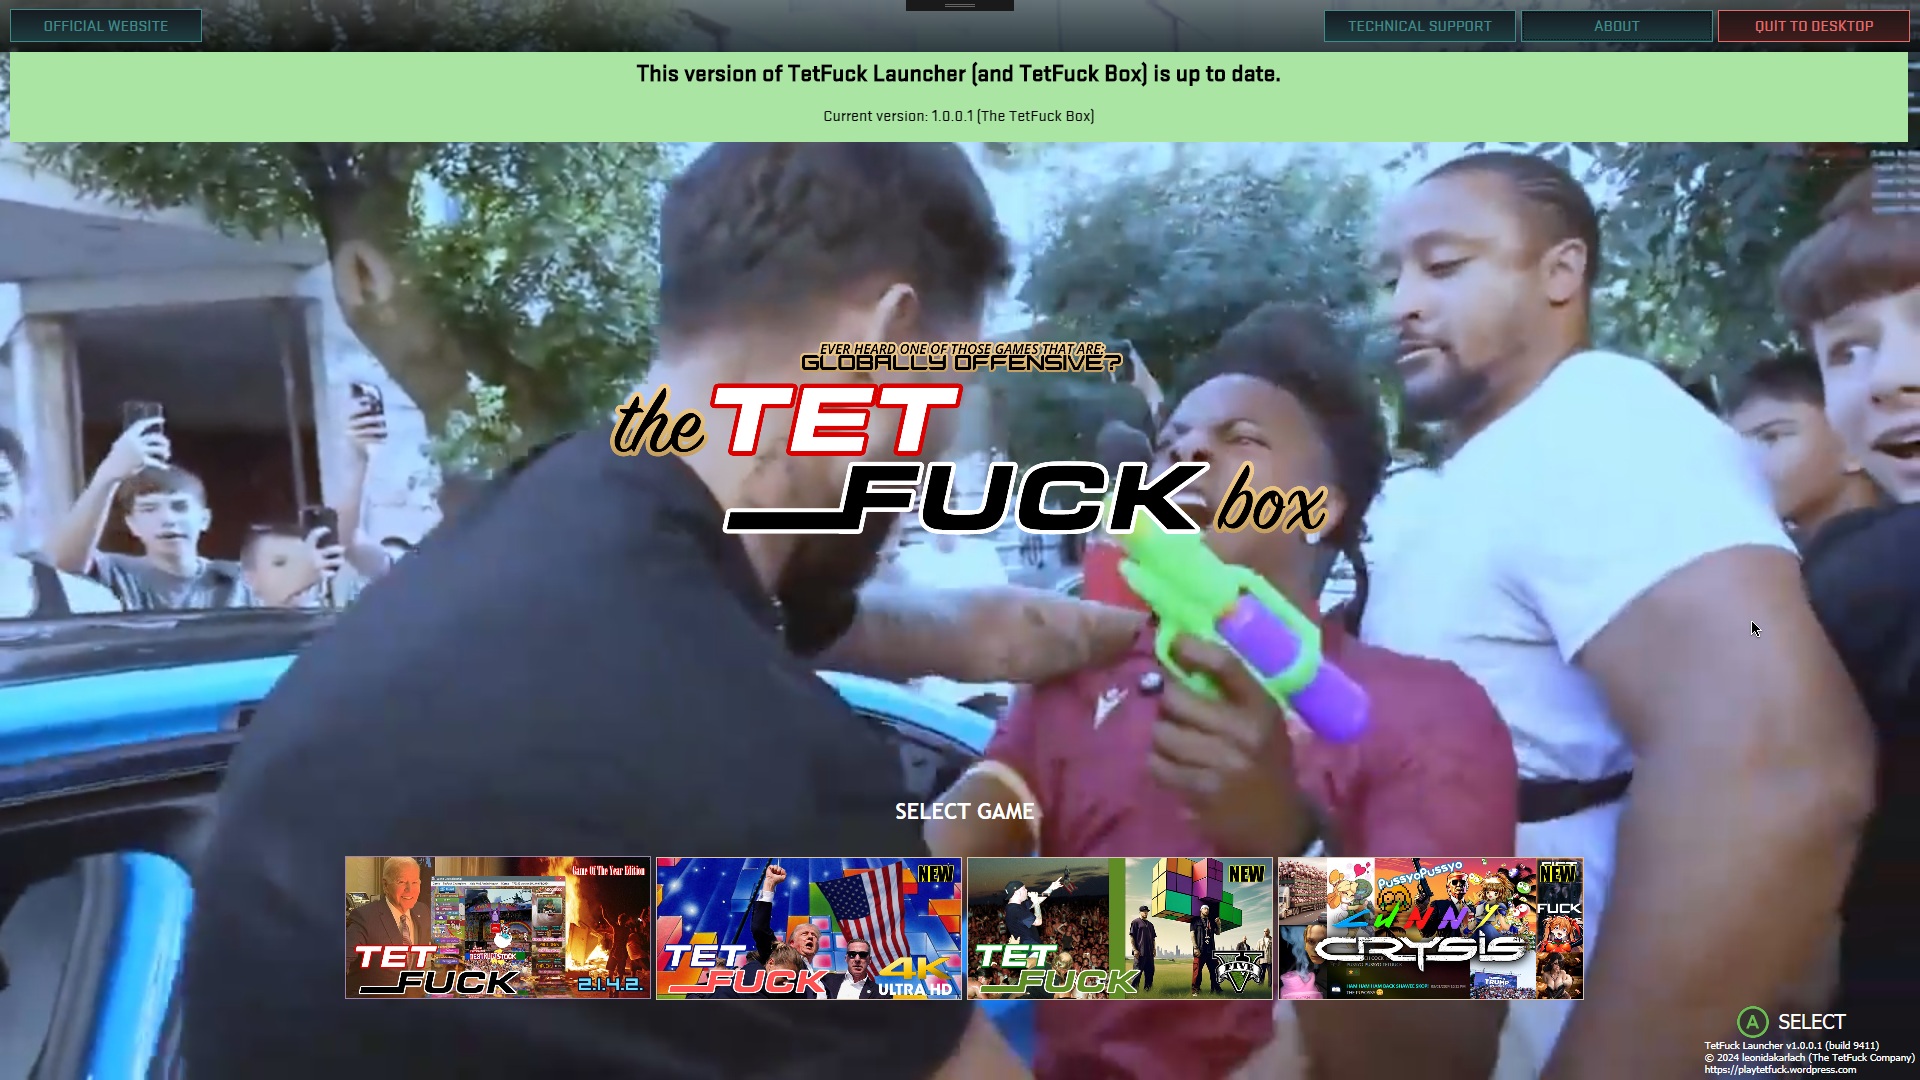 OFFICIAL WEBSITE
TECHNICAL SUPPORT
ABOUT
QUIT TO DESKTOP
This version of TetFuck Launcher (and TetFuck Box) is up to date.
Current version: 1.0.0.1 (The TetFuck Box)
EVER HEARD ONE OF THOSE GAMES THAT ARE:
GLOBALLY OFFENSIVE?
the TET
FUCK box
SELECT GAME
Game Of The Year Edition
TET
FUCK
2.1.4.2.
NEW
TET
FUCK
4K
ULTRA HD
NEW
TET
FUCK
V
FIVE
PussyoPussyo
NEW
CUNNY
FUCK
CRYSIS
TRUMP
A SELECT
TetFuck Launcher v1.0.0.1 (build 9411)
© 2024 leonidakarlach (The TetFuck Company)
https://playtetfuck.wordpress.com